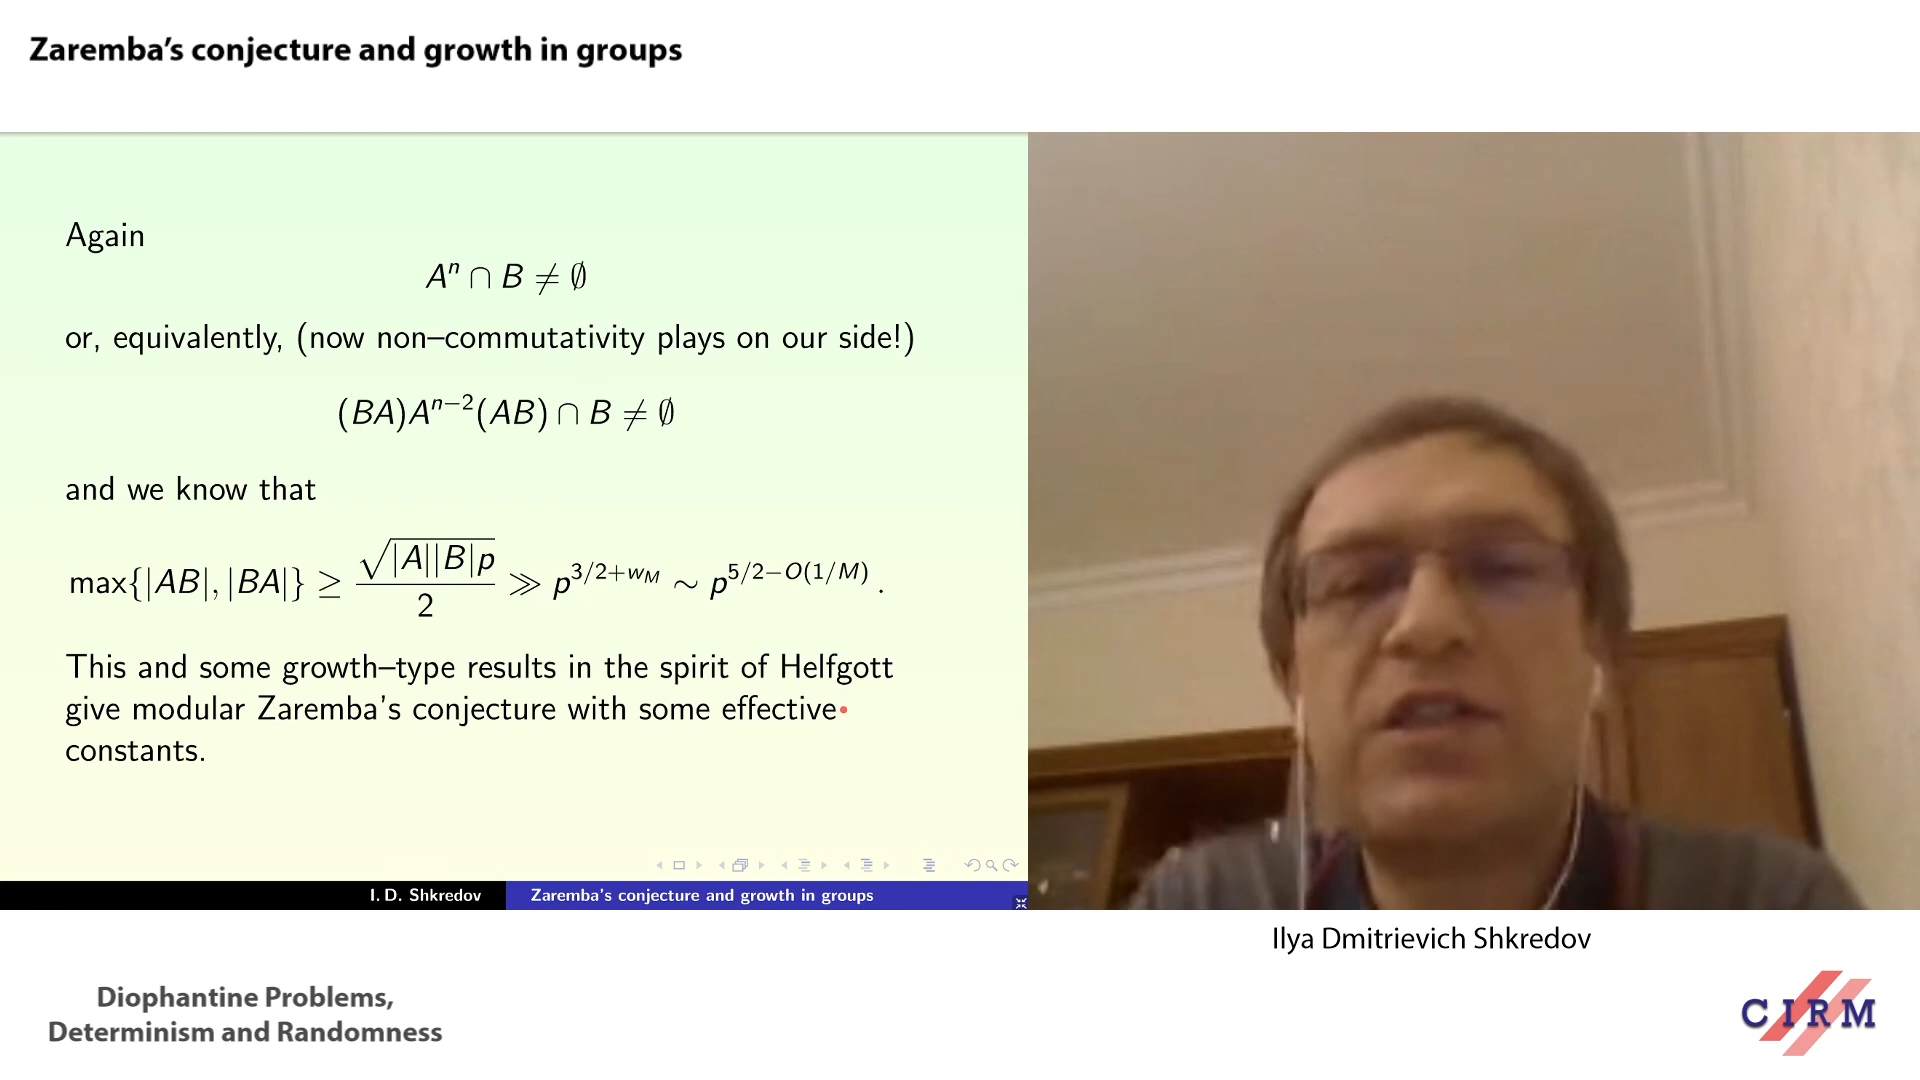 Zaremba's conjecture and growth in groups
Again
Aⁿ ∩ B ≠ ∅
or, equivalently, (now non–commutativity plays on our side!)
(BA)Aⁿ⁻²(AB) ∩ B ≠ ∅
and we know that
max{|AB|, |BA|} ≥ √(|A||B|p) / 2 ≫ p^{3/2+w_M} ∼ p^{5/2−O(1/M)} .
This and some growth–type results in the spirit of Helfgott
give modular Zaremba's conjecture with some effective
constants.
I. D. Shkredov
Zaremba's conjecture and growth in groups
Ilya Dmitrievich Shkredov
Diophantine Problems,
Determinism and Randomness
CIRM